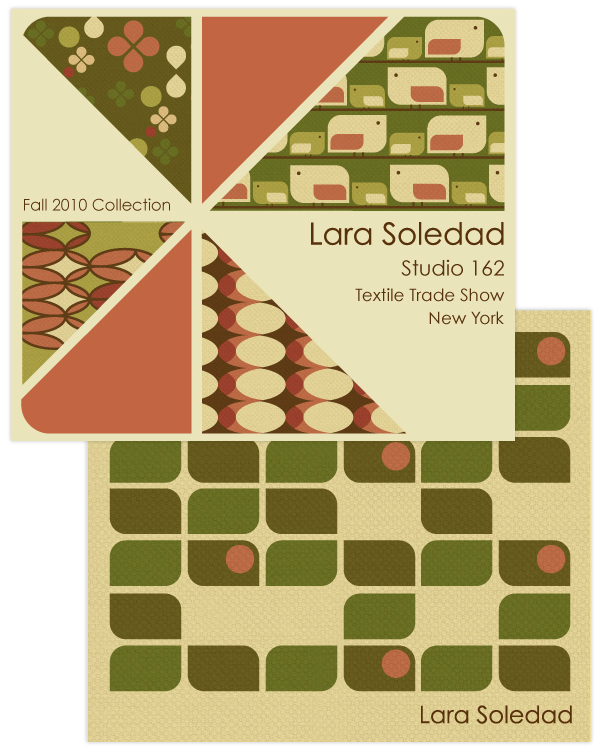 Fall 2010 Collection
Lara Soledad
Studio 162
Textile Trade Show
New York
Lara Soledad